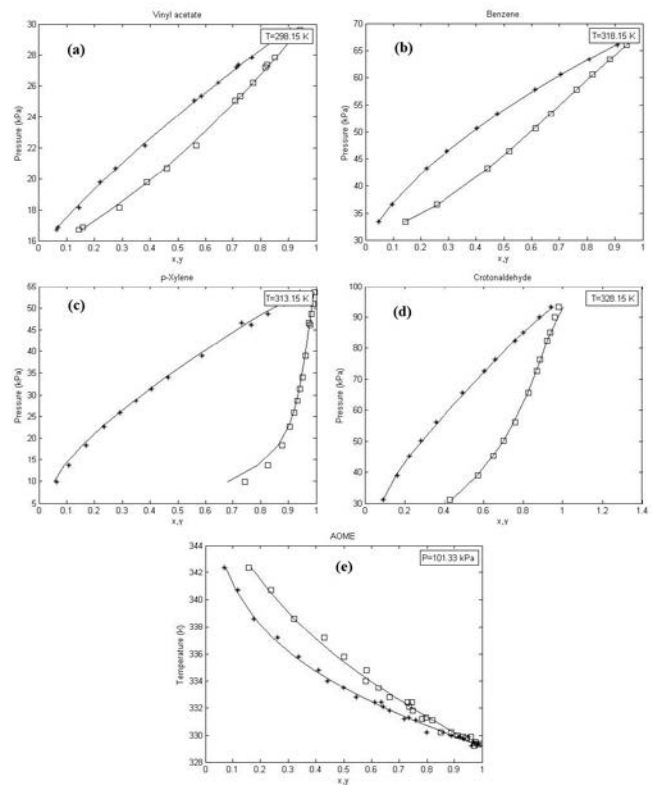 Vinyl acetate
(a)
T=298.15 K
Pressure (kPa)
30
28
26
24
22
20
18
16
0 0.1 0.2 0.3 0.4 0.5 0.6 0.7 0.8 0.9 1
x,y
Benzene
(b)
T=318.15 K
Pressure (kPa)
70
65
60
55
50
45
40
35
30
0 0.1 0.2 0.3 0.4 0.5 0.6 0.7 0.8 0.9 1
x,y
p-Xylene
(c)
T=313.15 K
Pressure (kPa)
55
50
45
40
35
30
25
20
15
10
5
0 0.1 0.2 0.3 0.4 0.5 0.6 0.7 0.8 0.9 1
x,y
Crotonaldehyde
(d)
T=328.15 K
Pressure (kPa)
100
90
80
70
60
50
40
30
0 0.2 0.4 0.6 0.8 1 1.2 1.4
x,y
AOME
(e)
P=101.33 kPa
Temperature (K)
344
342
340
338
336
334
332
330
328
0 0.1 0.2 0.3 0.4 0.5 0.6 0.7 0.8 0.9 1
x,y